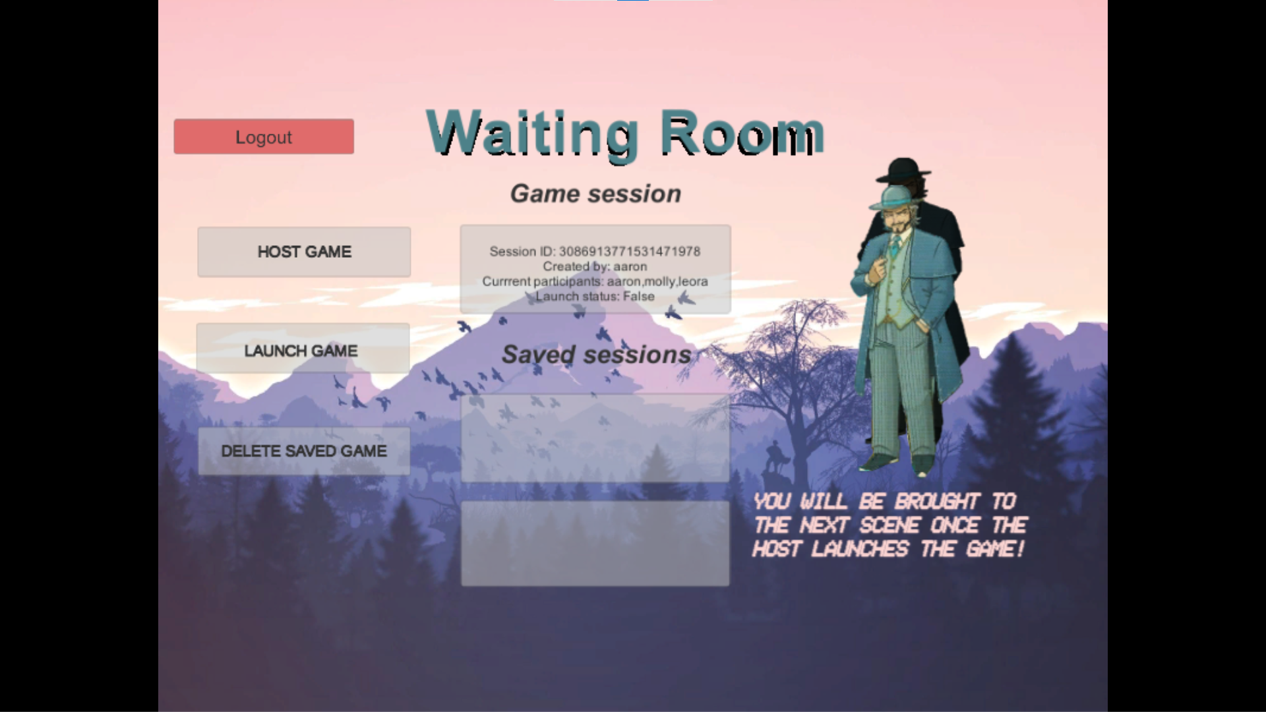 Waiting Room
Logout
Game session
HOST GAME
Session ID: 3086913771531471978
Created by: aaron
Currrent participants: aaron,molly,leora
Launch status: False
LAUNCH GAME
Saved sessions
DELETE SAVED GAME
YOU WILL BE BROUGHT TO
THE NEXT SCENE ONCE THE
HOST LAUNCHES THE GAME!